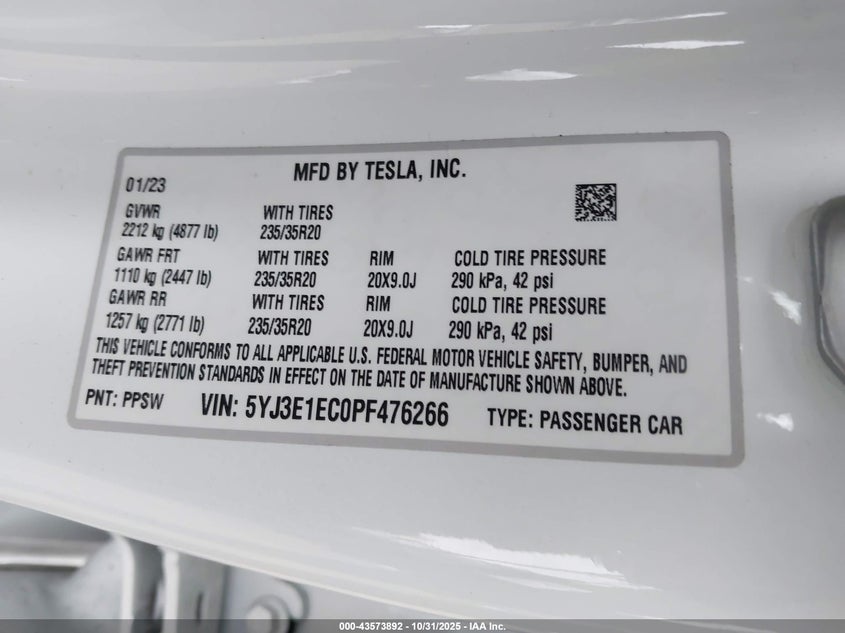 MFD BY TESLA, INC.
01/23
GVWR WITH TIRES
2212 kg (4877 lb) 235/35R20
GAWR FRT WITH TIRES RIM COLD TIRE PRESSURE
1110 kg (2447 lb) 235/35R20 20X9.0J 290 kPa, 42 psi
GAWR RR WITH TIRES RIM COLD TIRE PRESSURE
1257 kg (2771 lb) 235/35R20 20X9.0J 290 kPa, 42 psi
THIS VEHICLE CONFORMS TO ALL APPLICABLE U.S. FEDERAL MOTOR VEHICLE SAFETY, BUMPER, AND
THEFT PREVENTION STANDARDS IN EFFECT ON THE DATE OF MANUFACTURE SHOWN ABOVE.
PNT: PPSW VIN: 5YJ3E1EC0PF476266 TYPE: PASSENGER CAR
000-43573892 - 10/31/2025 - IAA Inc.